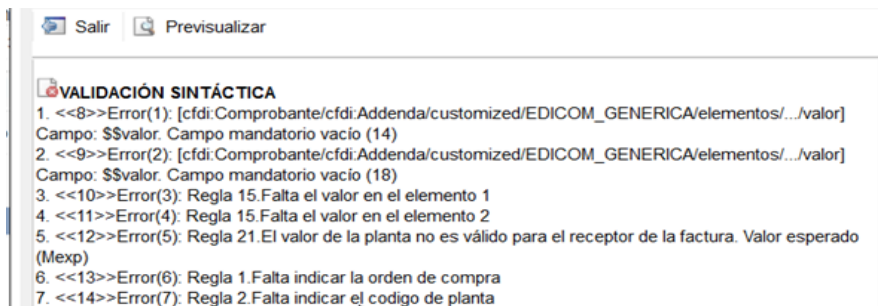 Salir Previsualizar
VALIDACIÓN SINTÁCTICA
1. <<8>>Error(1): [cfdi:Comprobante/cfdi:Addenda/customized/EDICOM_GENERICA/elementos/.../valor]
Campo: $$valor. Campo mandatorio vacío (14)
2. <<9>>Error(2): [cfdi:Comprobante/cfdi:Addenda/customized/EDICOM_GENERICA/elementos/.../valor]
Campo: $$valor. Campo mandatorio vacío (18)
3. <<10>>Error(3): Regla 15.Falta el valor en el elemento 1
4. <<11>>Error(4): Regla 15.Falta el valor en el elemento 2
5. <<12>>Error(5): Regla 21.El valor de la planta no es válido para el receptor de la factura. Valor esperado
(Mexp)
6. <<13>>Error(6): Regla 1.Falta indicar la orden de compra
7. <<14>>Error(7): Regla 2.Falta indicar el codigo de planta